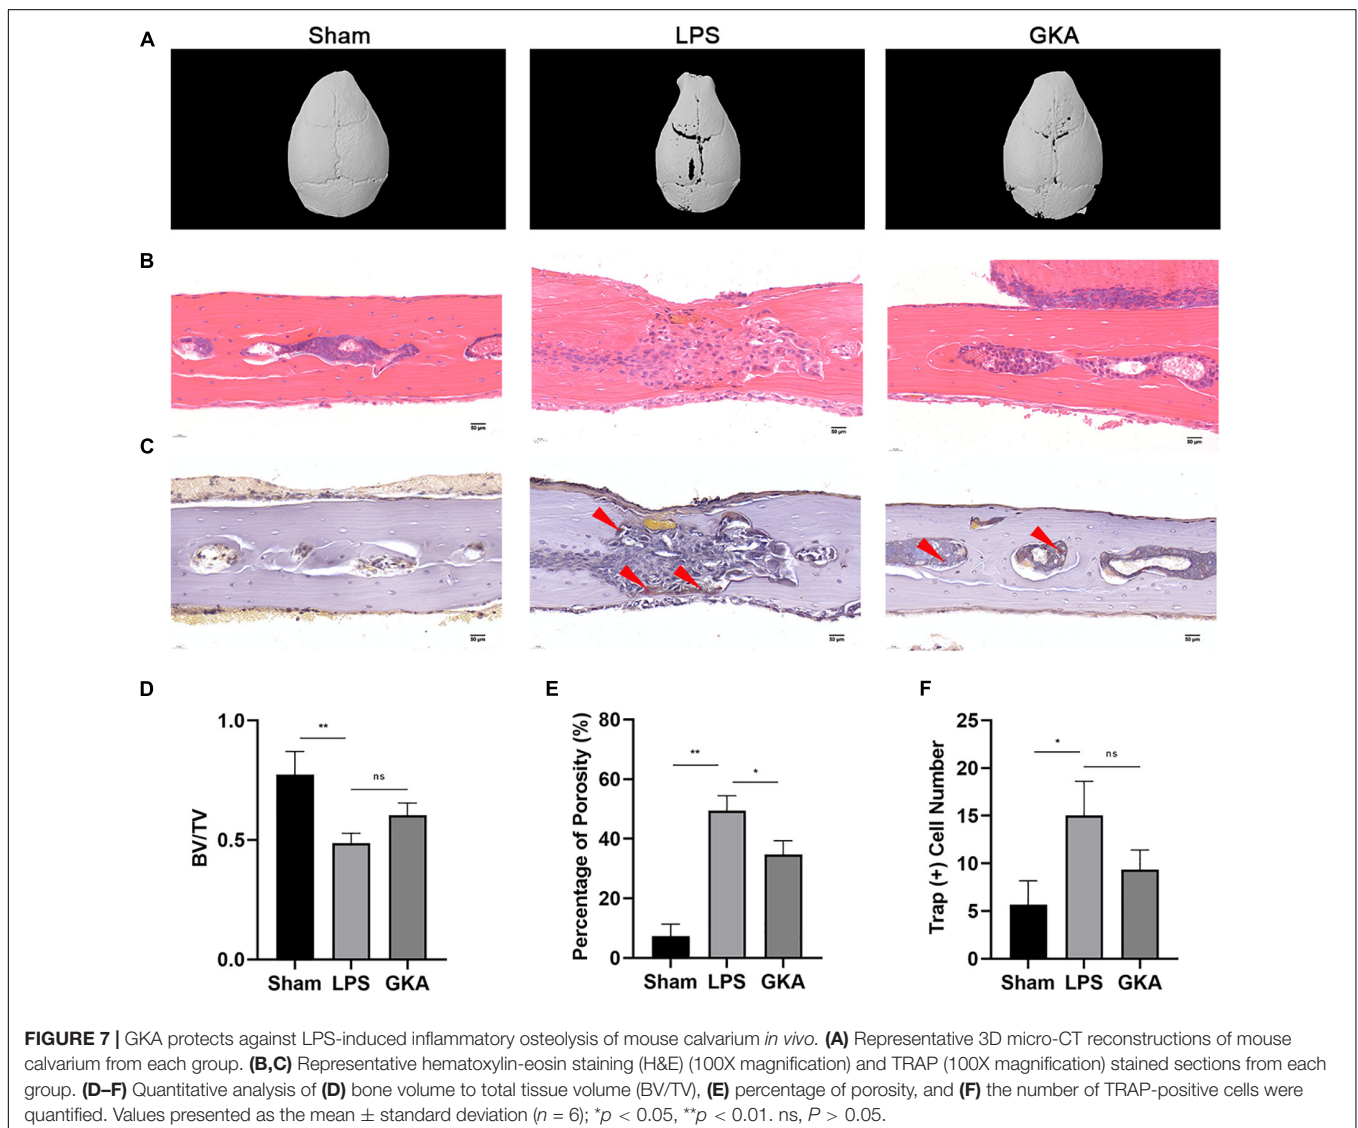 A
Sham
LPS
GKA
B
50 µm
50 µm
50 µm
C
50 µm
50 µm
50 µm
D
E
F
1.0
0.5
0.0
BV/TV
**
ns
Sham LPS GKA
80
60
40
20
0
Percentage of Porosity (%)
**
*
Sham LPS GKA
25
20
15
10
5
0
Trap (+) Cell Number
*
ns
Sham LPS GKA
FIGURE 7 | GKA protects against LPS-induced inflammatory osteolysis of mouse calvarium in vivo. (A) Representative 3D micro-CT reconstructions of mouse
calvarium from each group. (B,C) Representative hematoxylin-eosin staining (H&E) (100X magnification) and TRAP (100X magnification) stained sections from each
group. (D–F) Quantitative analysis of (D) bone volume to total tissue volume (BV/TV), (E) percentage of porosity, and (F) the number of TRAP-positive cells were
quantified. Values presented as the mean ± standard deviation (n = 6); *p < 0.05, **p < 0.01. ns, P > 0.05.